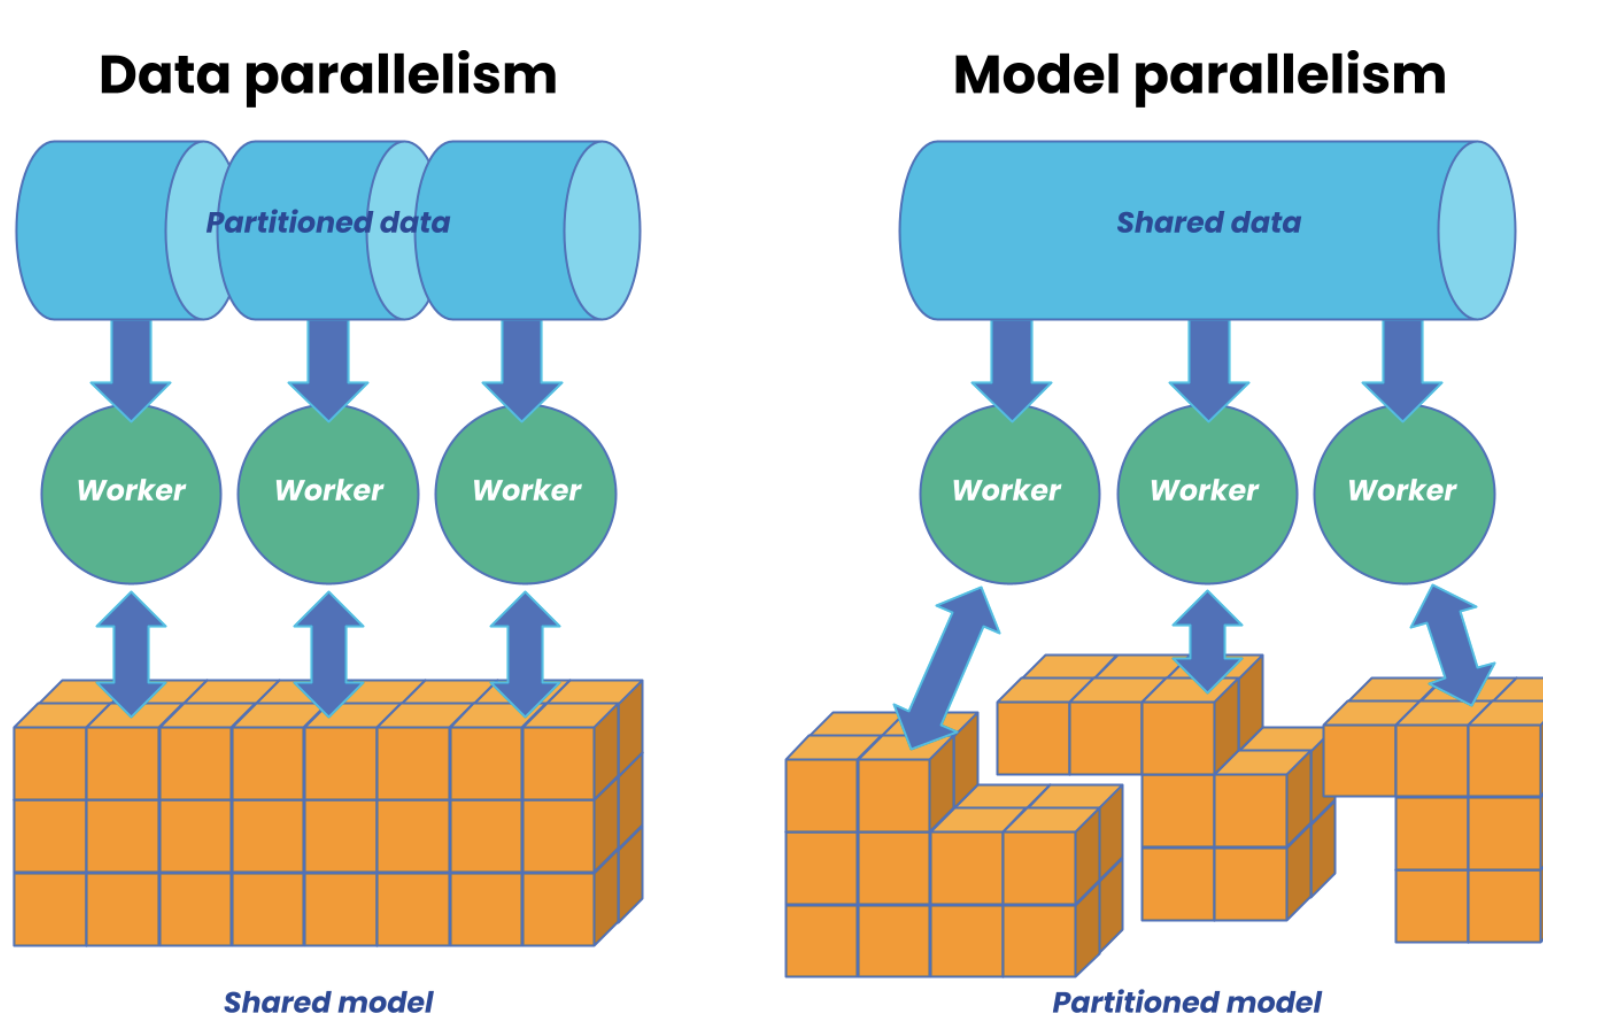 Data parallelism
Partitioned data
Worker
Worker
Worker
Shared model
Model parallelism
Shared data
Worker
Worker
Worker
Partitioned model